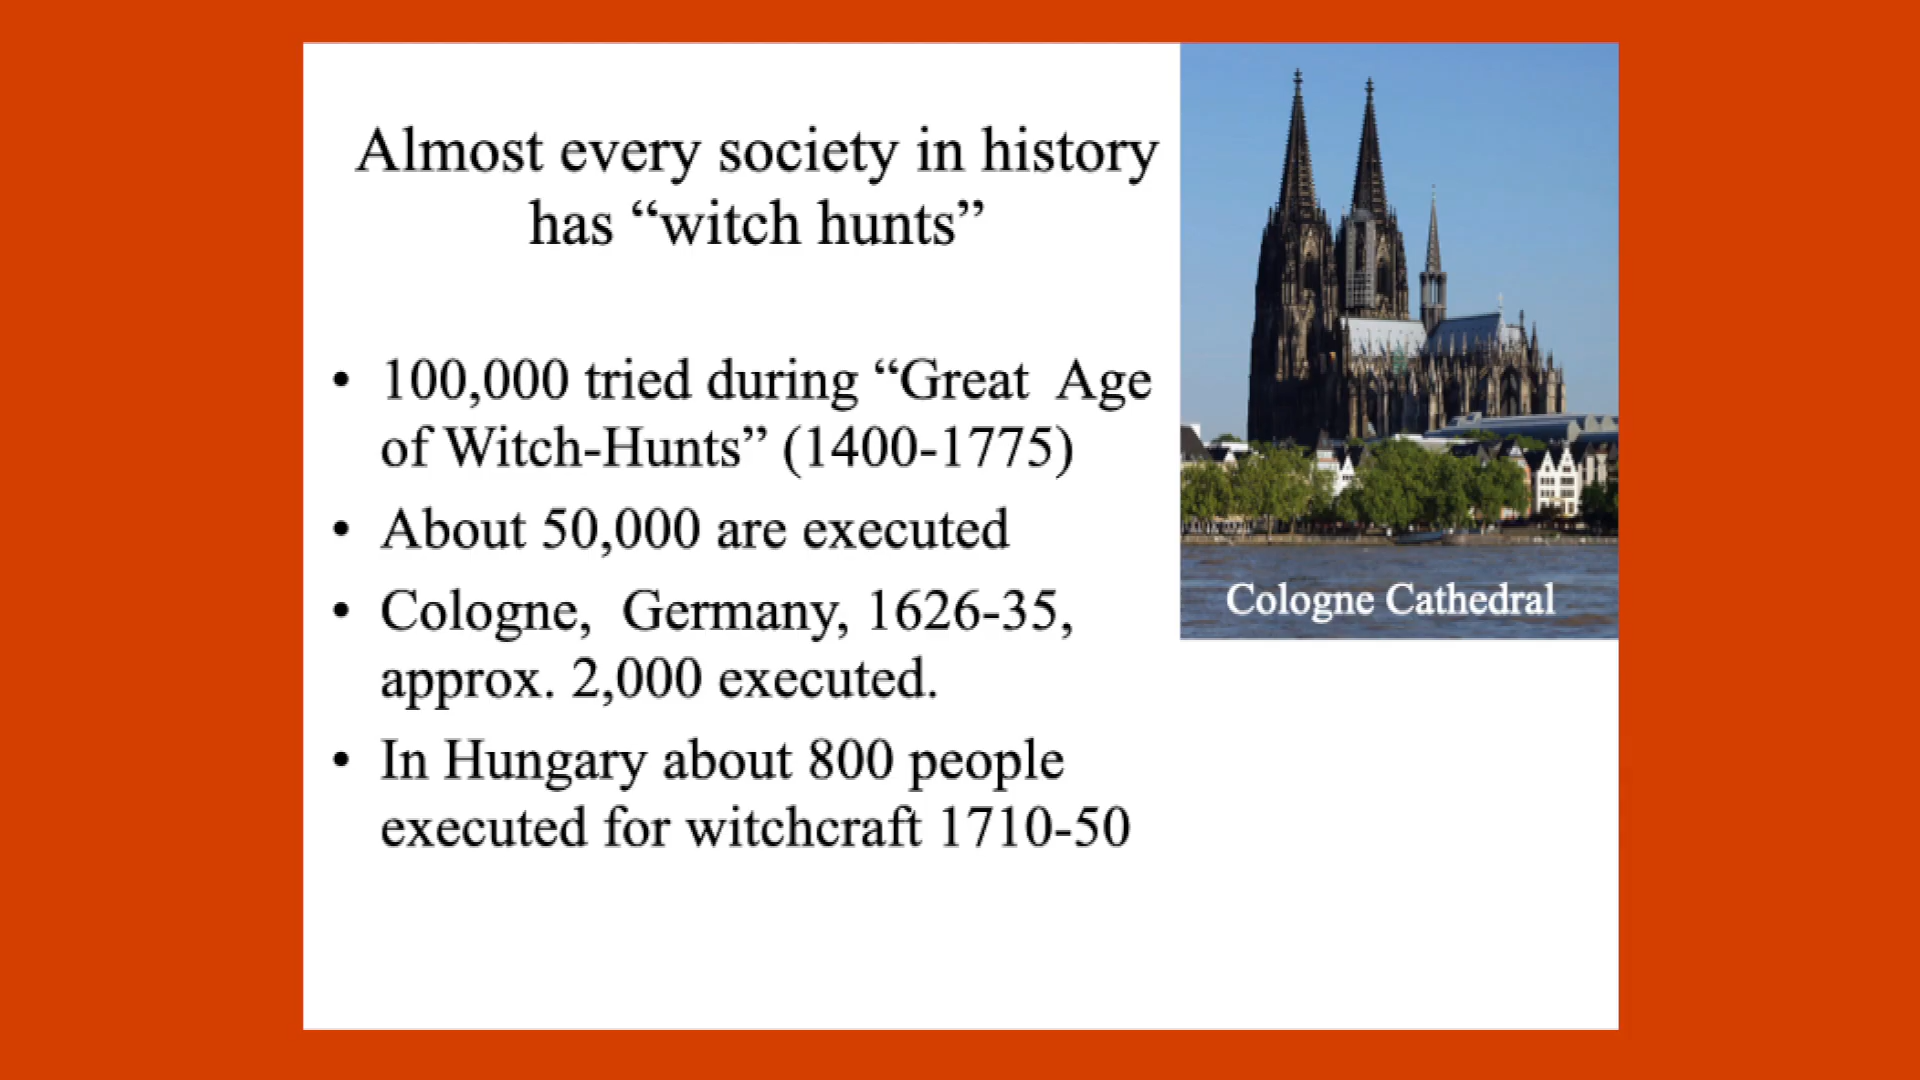 Almost every society in history
has “witch hunts”
• 100,000 tried during “Great  Age
of Witch-Hunts” (1400-1775)
• About 50,000 are executed
• Cologne,  Germany, 1626-35,
approx. 2,000 executed.
• In Hungary about 800 people
executed for witchcraft 1710-50
Cologne Cathedral